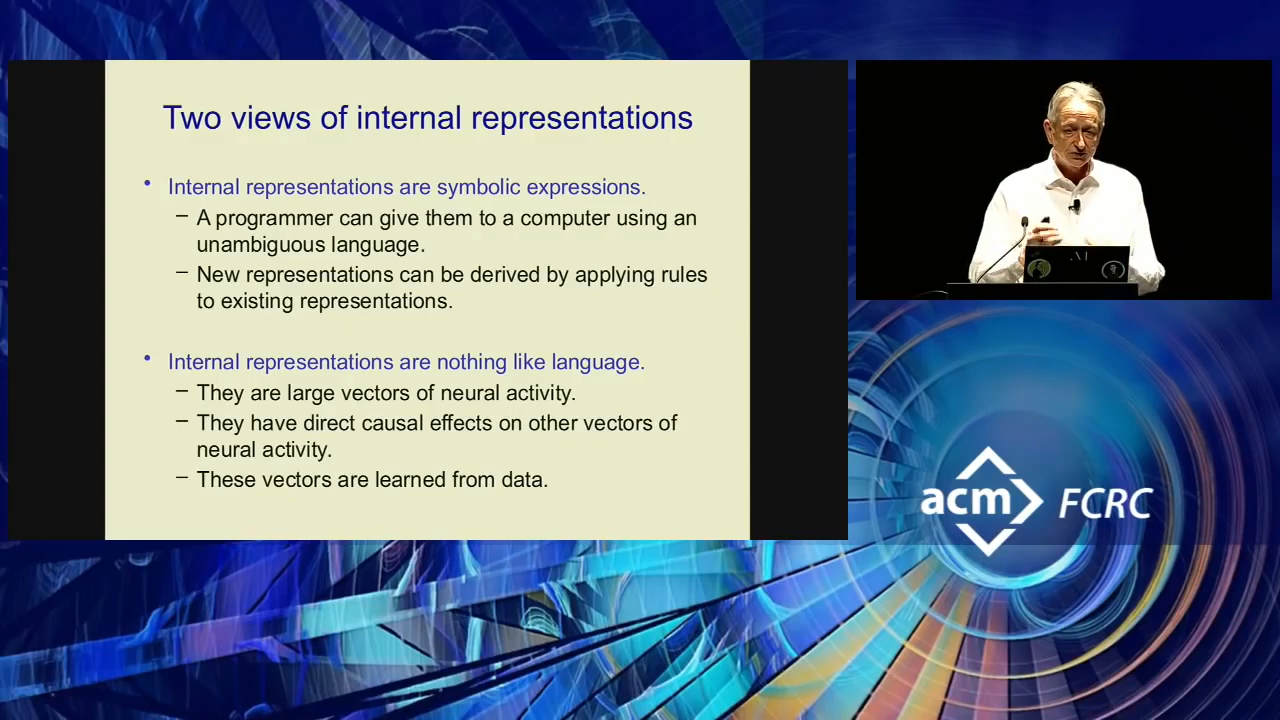 Two views of internal representations
• Internal representations are symbolic expressions.
– A programmer can give them to a computer using an
unambiguous language.
– New representations can be derived by applying rules
to existing representations.
• Internal representations are nothing like language.
– They are large vectors of neural activity.
– They have direct causal effects on other vectors of
neural activity.
– These vectors are learned from data.
acm FCRC